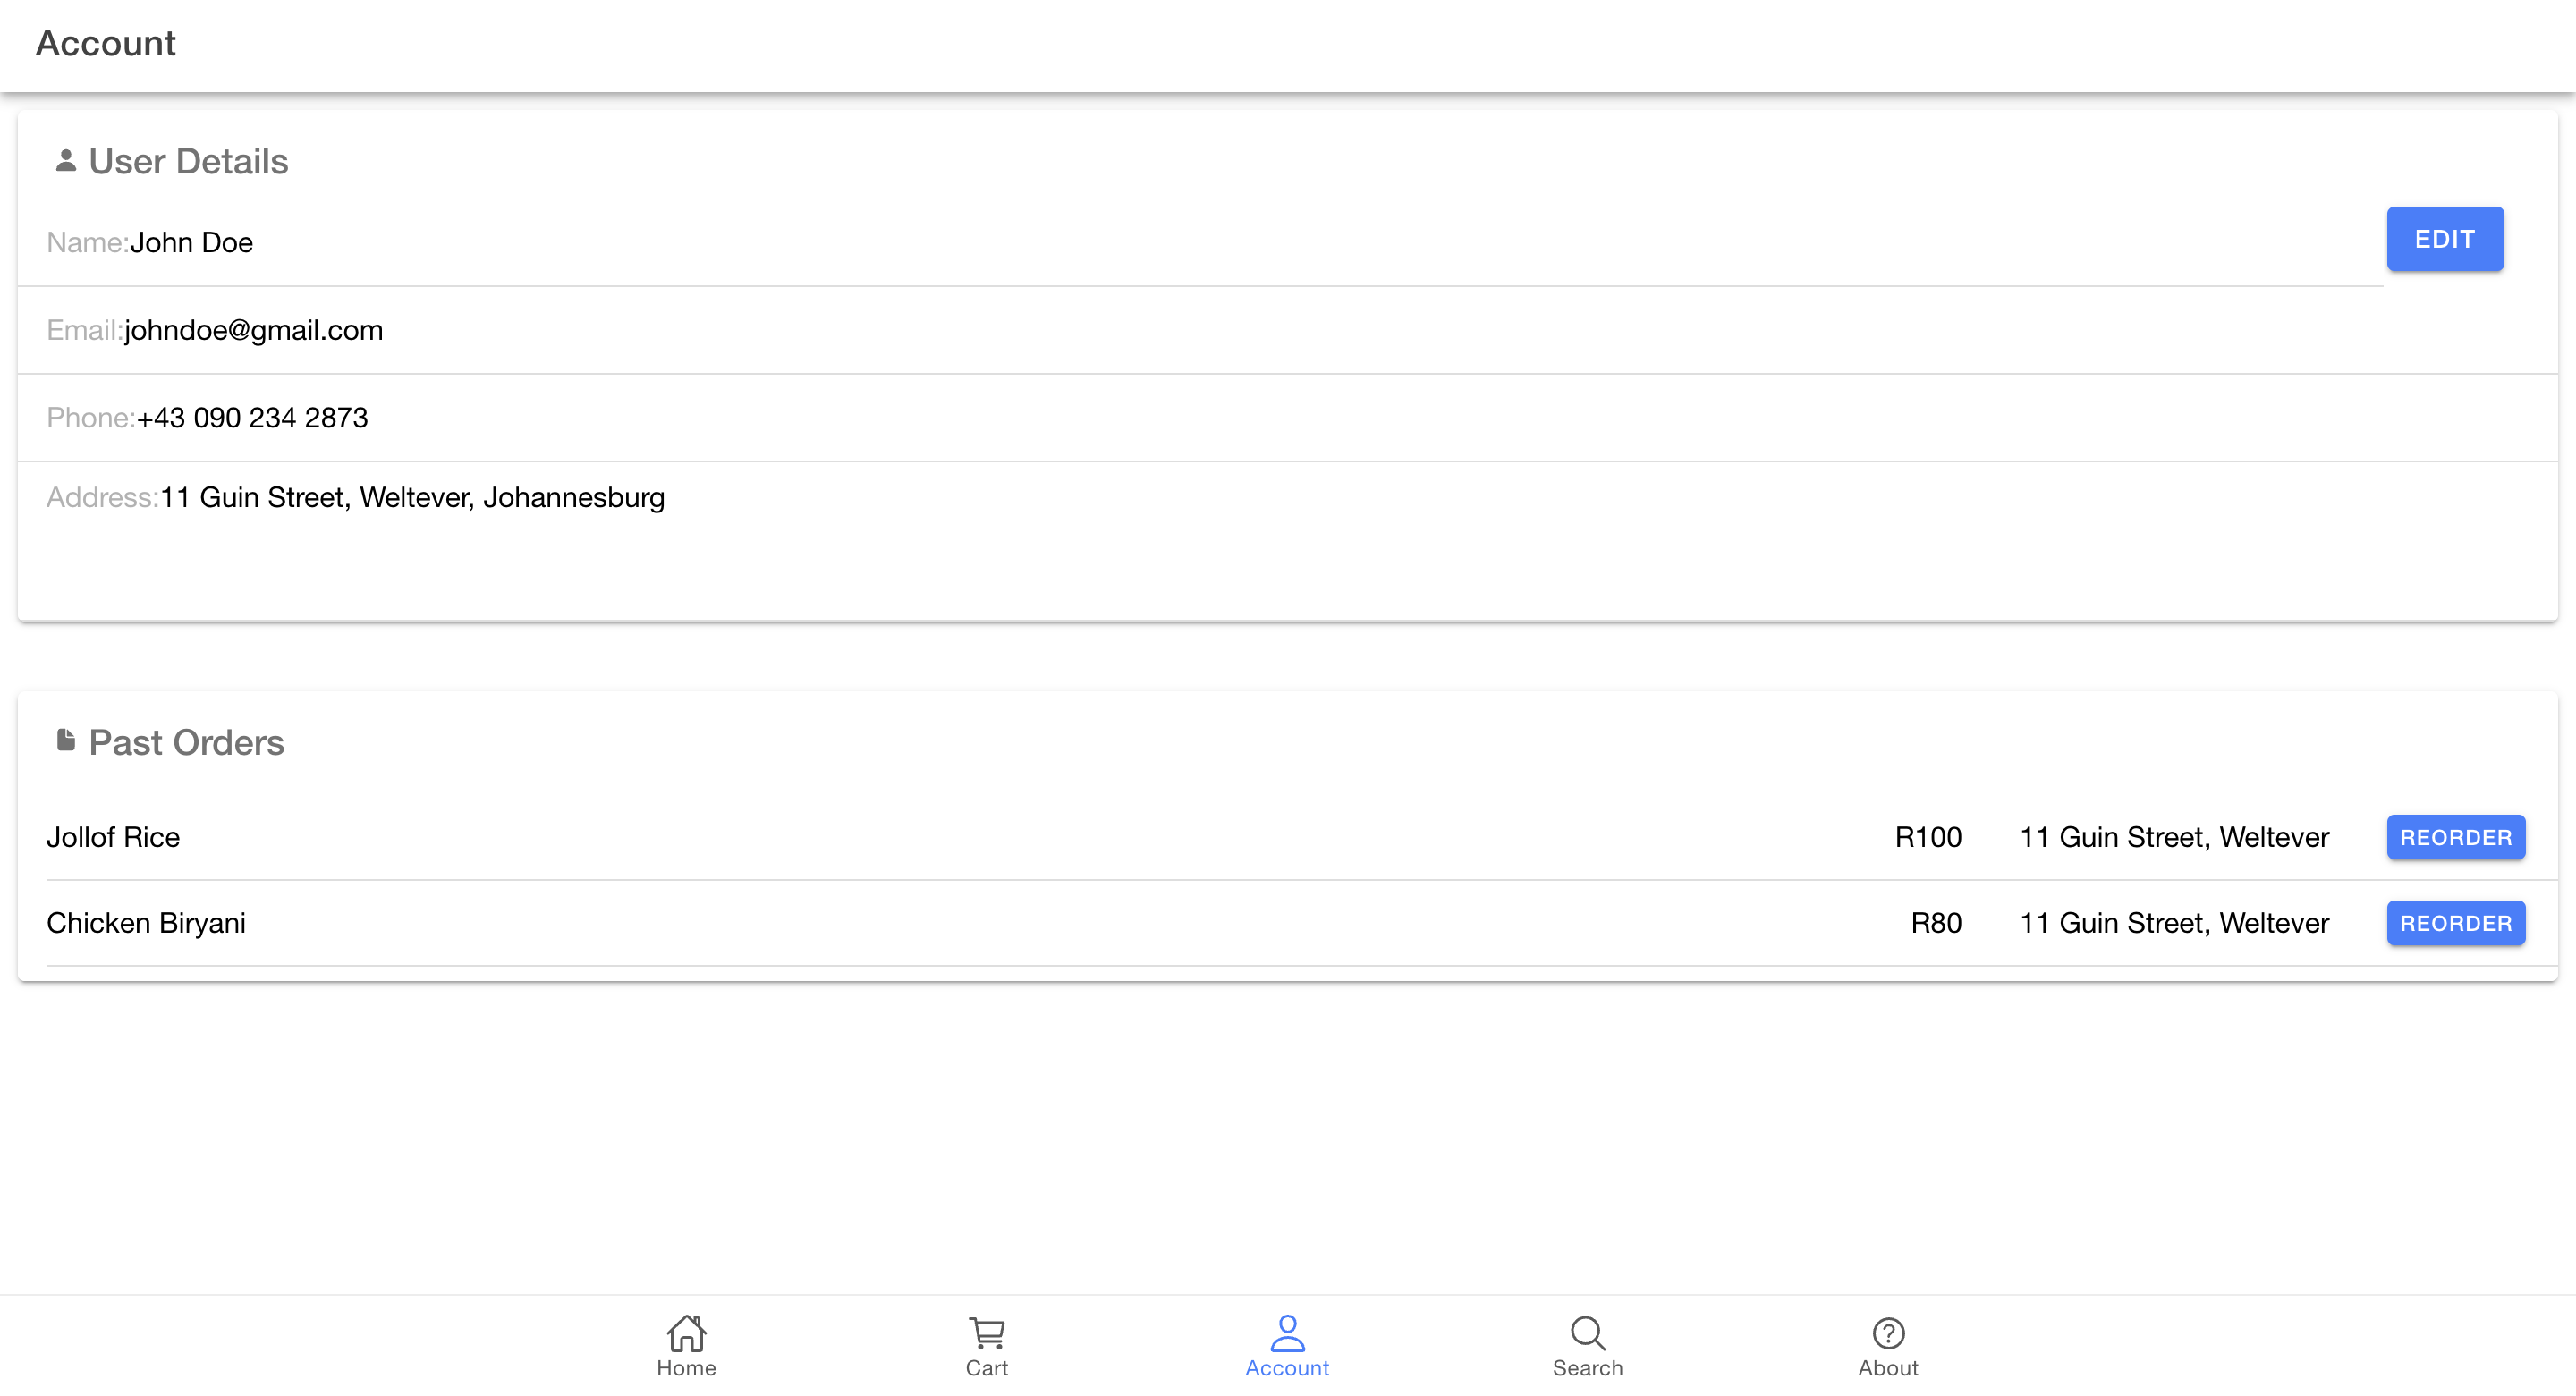 Account
User Details
Name:John Doe
EDIT
Email:johndoe@gmail.com
Phone:+43 090 234 2873
Address:11 Guin Street, Weltever, Johannesburg
Past Orders
Jollof Rice R100 11 Guin Street, Weltever REORDER
Chicken Biryani R80 11 Guin Street, Weltever REORDER
Home Cart Account Search About